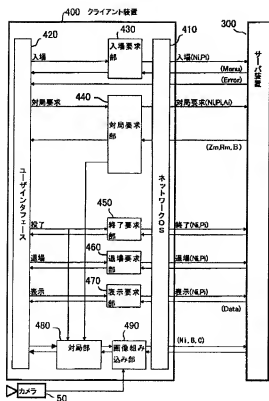 400 クライアント装置
300
420
430
410
サーバ装置
入場
入場要求部
入場(Ni,Pi)
(Menu)
(Error)
440
対局要求
対局要求部
対局要求(Ni,Pi,Ai)
(Zm,Rm,B)
ユーザインタフェース
ネットワークOS
450
投了
終了要求部
終了(Ni,Pi)
460
退場
退場要求部
退場(Ni,Pi)
470
表示
表示要求部
表示(Ni,Pi)
(Data)
480
490
対局部
画像組み込み部
(Ni,B,C)
カメラ
50